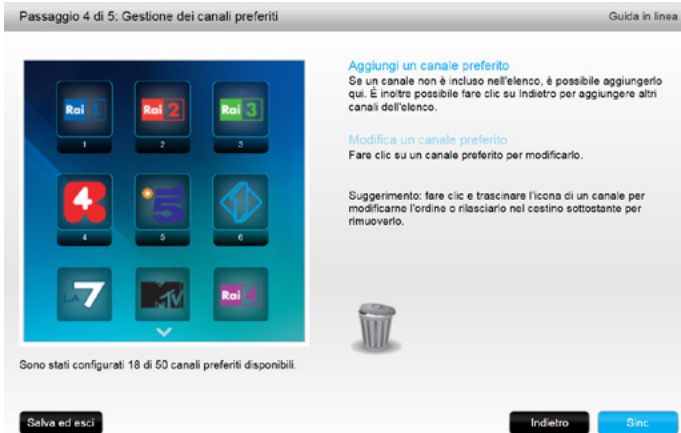 Passaggio 4 di 5: Gestione dei canali preferiti
Guida in linea
Rai 1
Rai 2
Rai 3
1
2
3
4
5
1
4
5
6
LA7
MTV
Rai 4
Sono stati configurati 18 di 50 canali preferiti disponibili.
Aggiungi un canale preferito
Se un canale non è incluso nell'elenco, è possibile aggiungerlo
qui. È inoltre possibile fare clic su Indietro per aggiungere altri
canali dell'elenco.
Modifica un canale preferito
Fare clic su un canale preferito per modificarlo.
Suggerimento: fare clic e trascinare l'icona di un canale per
modificarne l'ordine o rilasciarlo nel cestino sottostante per
rimuoverlo.
Salva ed esci
Indietro
Sinc